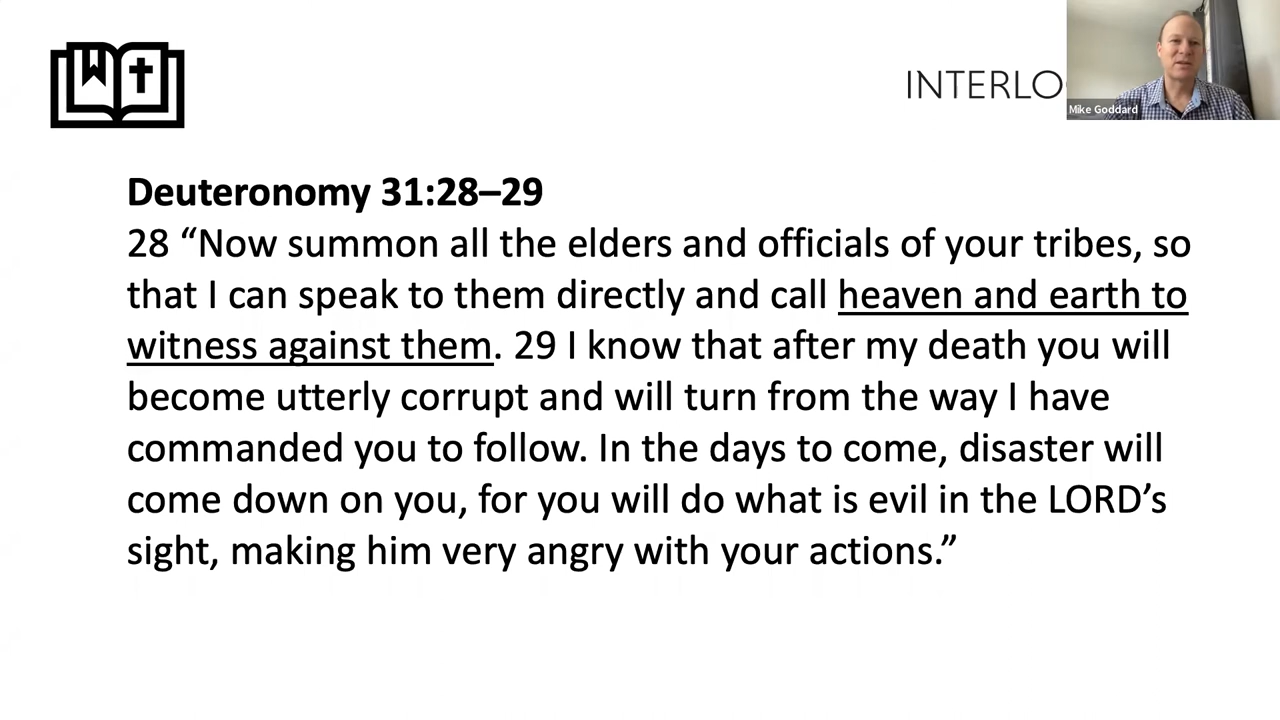 INTERLO
Mike Goddard
Deuteronomy 31:28–29
28 “Now summon all the elders and officials of your tribes, so
that I can speak to them directly and call heaven and earth to
witness against them. 29 I know that after my death you will
become utterly corrupt and will turn from the way I have
commanded you to follow. In the days to come, disaster will
come down on you, for you will do what is evil in the LORD’s
sight, making him very angry with your actions.”